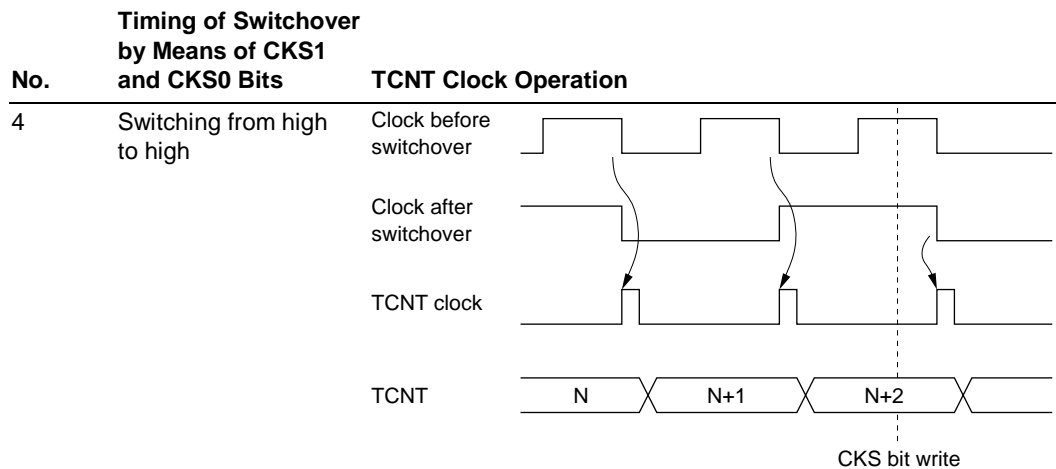 No.
Timing of Switchover
by Means of CKS1
and CKS0 Bits
TCNT Clock Operation
4
Switching from high
to high
Clock before
switchover
Clock after
switchover
TCNT clock
TCNT
N
N+1
N+2
CKS bit write